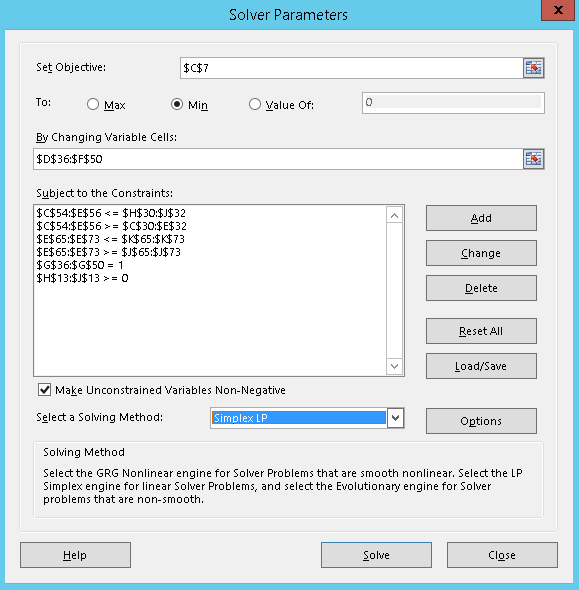 Solver Parameters
x
Set Objective:
$C$7
To:
Max
Min
Value Of:
0
By Changing Variable Cells:
$D$36:$F$50
Subject to the Constraints:
$C$54:$E$56 <= $H$30:$J$32
$C$54:$E$56 >= $C$30:$E$32
$E$65:$E$73 <= $K$65:$K$73
$E$65:$E$73 >= $J$65:$J$73
$G$36:$G$50 = 1
$H$13:$J$13 >= 0
Add
Change
Delete
Reset All
Load/Save
Make Unconstrained Variables Non-Negative
Select a Solving Method:
Simplex LP
Options
Solving Method
Select the GRG Nonlinear engine for Solver Problems that are smooth nonlinear. Select the LP
Simplex engine for linear Solver Problems, and select the Evolutionary engine for Solver
problems that are non-smooth.
Help
Solve
Close